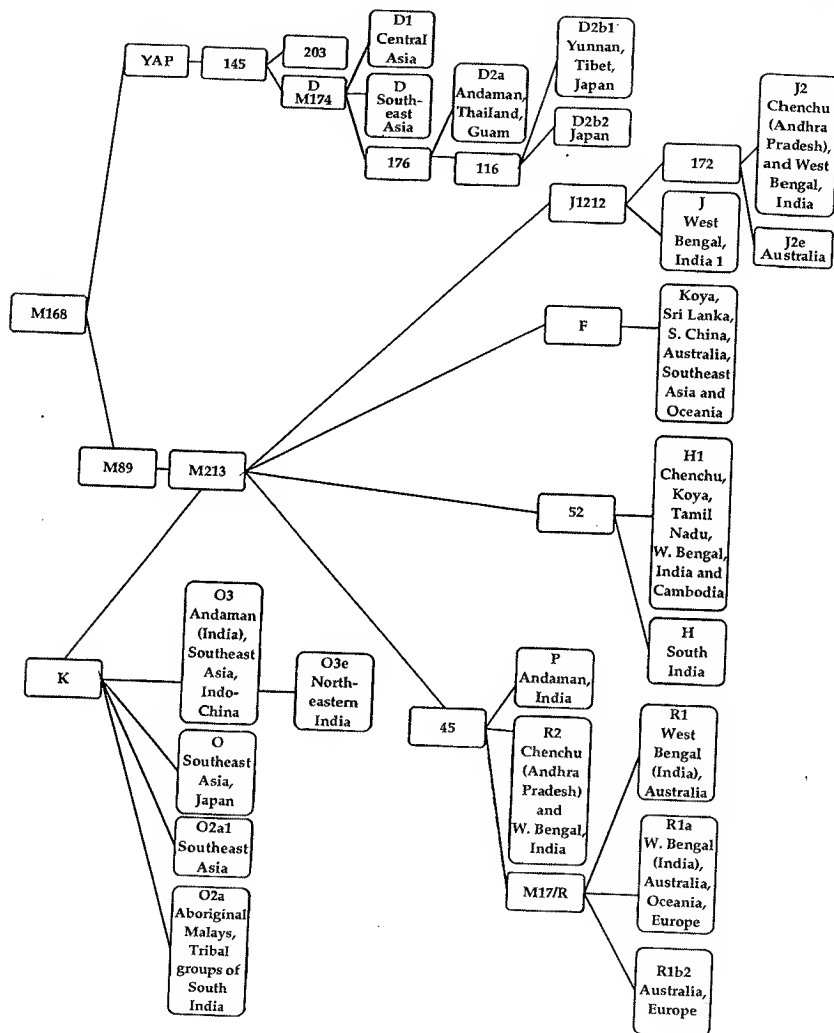 YAP
145
203
D
M174
D1
Central
Asia
D
South-
east
Asia
176
D2a
Andaman,
Thailand,
Guam
116
D2b1
Yunnan,
Tibet,
Japan
D2b2
Japan
J1212
172
J
West
Bengal,
India 1
J2
Chenchu
(Andhra
Pradesh),
and West
Bengal,
India
J2e
Australia
M168
F
Koya,
Sri Lanka,
S. China,
Australia,
Southeast
Asia and
Oceania
M89
M213
52
H1
Chenchu,
Koya,
Tamil
Nadu,
W. Bengal,
India and
Cambodia
H
South
India
K
O3
Andaman
(India),
Southeast
Asia,
Indo-
China
O3e
North-
eastern
India
O
Southeast
Asia,
Japan
O2a1
Southeast
Asia
O2a
Aboriginal
Malays,
Tribal
groups of
South
India
45
P
Andaman,
India
R2
Chenchu
(Andhra
Pradesh)
and
W. Bengal,
India
M17/R
R1
West
Bengal
(India),
Australia
R1a
W. Bengal
(India),
Australia,
Oceania,
Europe
R1b2
Australia,
Europe